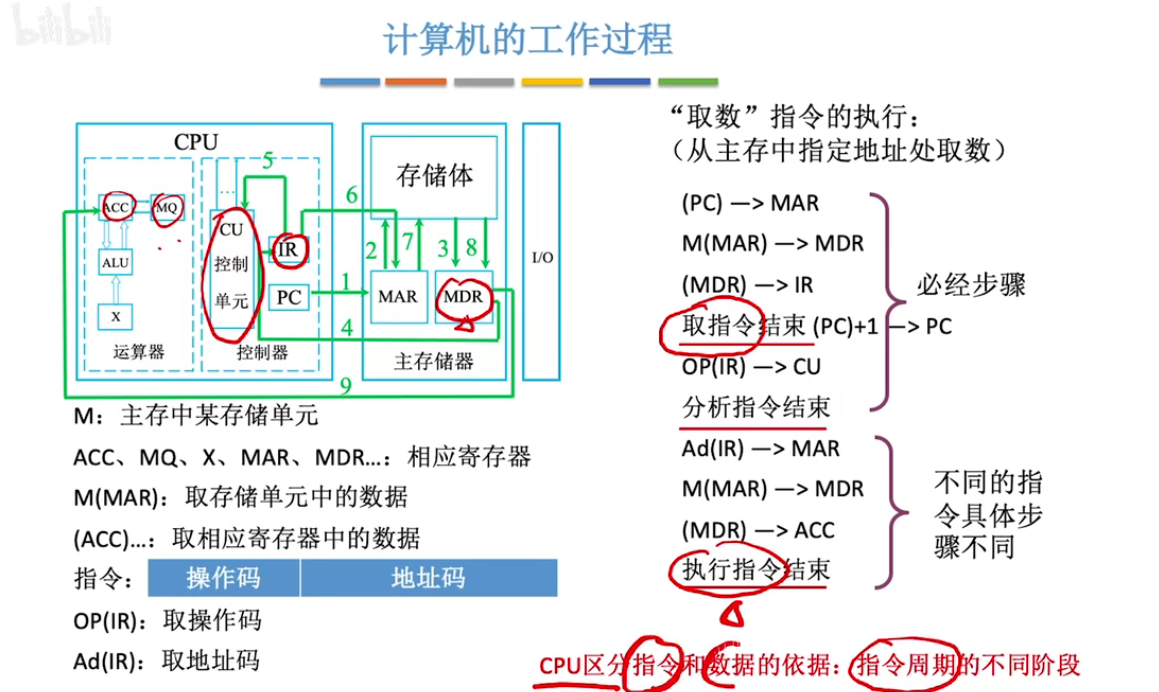 bilibili
计算机的工作过程
CPU
ACC
MQ
ALU
X
运算器
...
CU
控制
单元
IR
PC
控制器
5
6
1
4
9
存储体
2
7
3
8
MAR
MDR
主存储器
I/O
M：主存中某存储单元
ACC、MQ、X、MAR、MDR...：相应寄存器
M(MAR)：取存储单元中的数据
(ACC)...：取相应寄存器中的数据
指令： 操作码 地址码
OP(IR)：取操作码
Ad(IR)：取地址码
“取数”指令的执行：
（从主存中指定地址处取数）
(PC) —> MAR
M(MAR) —> MDR
(MDR) —> IR
取指令结束 (PC)+1 —> PC
OP(IR) —> CU
分析指令结束
必经步骤
Ad(IR) —> MAR
M(MAR) —> MDR
(MDR) —> ACC
执行指令结束
不同的指
令具体步
骤不同
CPU区分指令和数据的依据：指令周期的不同阶段